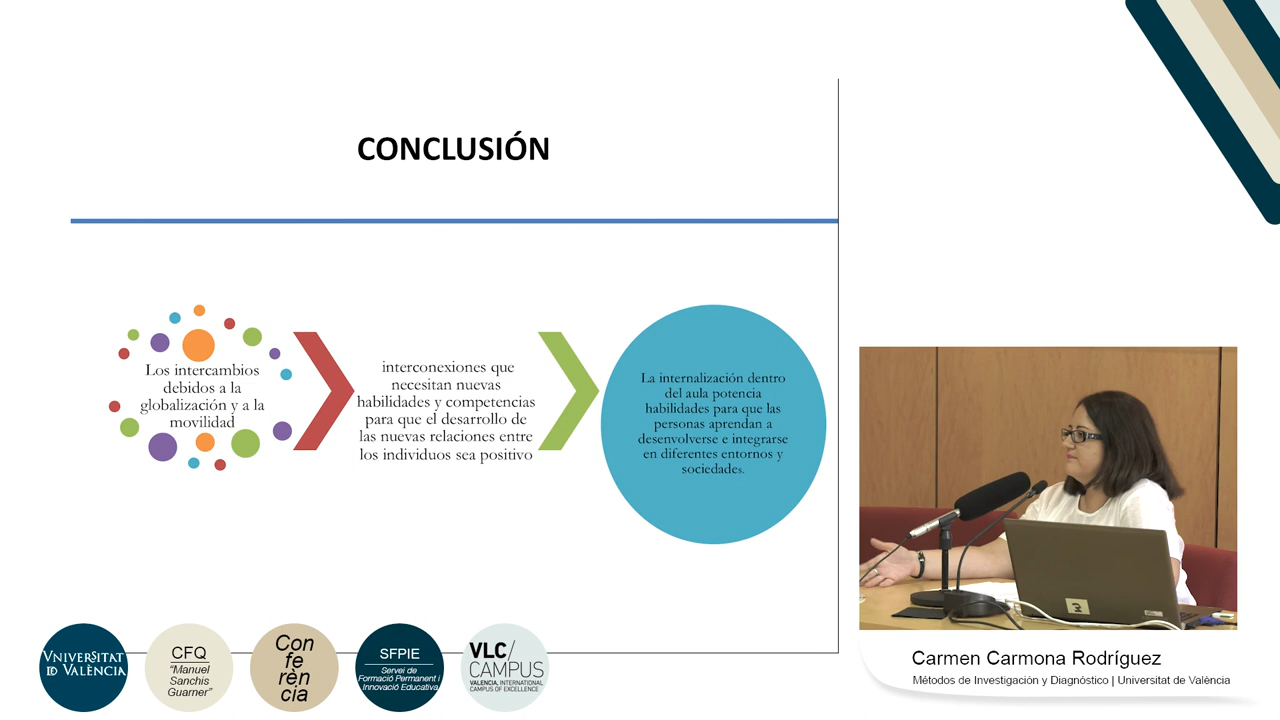 CONCLUSIÓN
Los intercambios
debidos a la
globalización y a la
movilidad
interconexiones que
necesitan nuevas
habilidades y competencias
para que el desarrollo de
las nuevas relaciones entre
los individuos sea positivo
La internalización dentro
del aula potencia
habilidades para que las
personas aprendan a
desenvolverse e integrarse
en diferentes entornos y
sociedades.
VNIVERSITAT
ID VALÈNCIA
CFQ
"Manuel
Sanchis
Guarner"
Con
fe
rèn
cia
SFPIE
Servei de
Formació Permanent i
Innovació Educativa
VLC/
CAMPUS
VALENCIA, INTERNATIONAL
CAMPUS OF EXCELLENCE
Carmen Carmona Rodríguez
Métodos de Investigación y Diagnóstico | Universitat de València